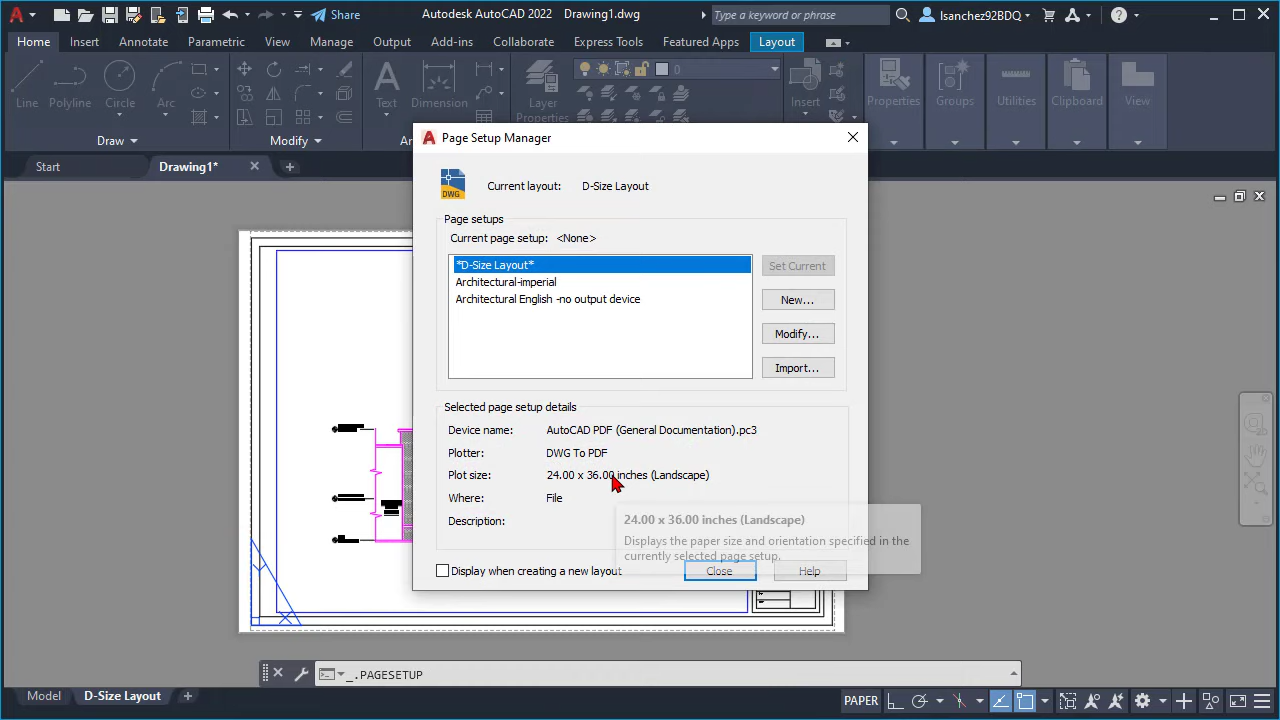 Share
Autodesk AutoCAD 2022 Drawing1.dwg
Type a keyword or phrase
lsanchez92BDQ
Home Insert Annotate Parametric View Manage Output Add-ins Collaborate Express Tools Featured Apps Layout
0
Line Polyline Circle Arc Text Dimension Layer Properties Insert Properties Groups Utilities Clipboard View
Draw Modify
Start Drawing1*
Page Setup Manager
DWG
Current layout: D-Size Layout
Page setups
Current page setup: <None>
*D-Size Layout*
Architectural-imperial
Architectural English -no output device
Set Current
New...
Modify...
Import...
Selected page setup details
Device name: AutoCAD PDF (General Documentation).pc3
Plotter: DWG To PDF
Plot size: 24.00 x 36.00 inches (Landscape)
Where: File
Description:
24.00 x 36.00 inches (Landscape)
Displays the paper size and orientation specified in the
currently selected page setup.
Display when creating a new layout
Close Help
Y
X
_.PAGESETUP
Model D-Size Layout
PAPER